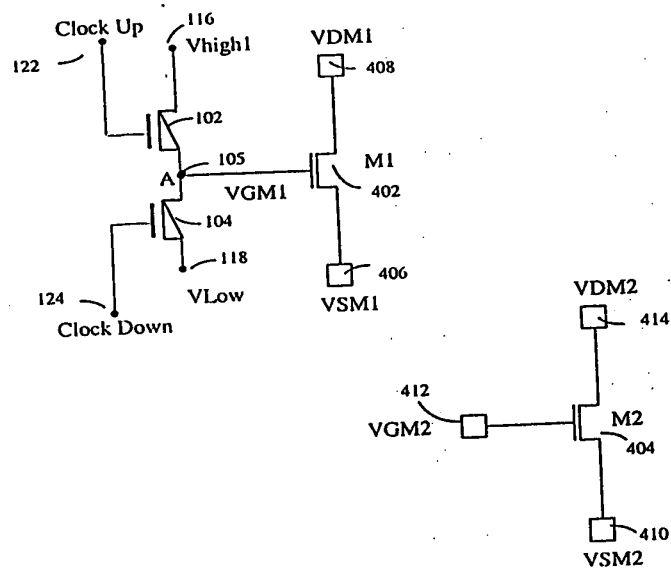 116
Clock Up
Vhigh1
122
VDM1
408
102
105
A
VGM1
M1
402
104
118
VLow
124
Clock Down
406
VSM1
VDM2
414
412
VGM2
M2
404
410
VSM2